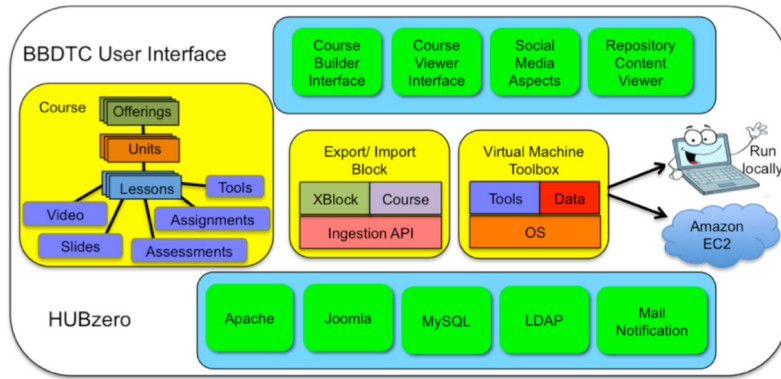 BBDTC User Interface
Course
Builder
Interface
Course
Viewer
Interface
Social
Media
Aspects
Repository
Content
Viewer
Course
Offerings
Units
Lessons
Tools
Video
Assignments
Slides
Assessments
Export/ Import
Block
XBlock
Course
Ingestion API
Virtual Machine
Toolbox
Tools
Data
OS
Run
locally
Amazon
EC2
HUBzero
Apache
Joomla
MySQL
LDAP
Mail
Notification